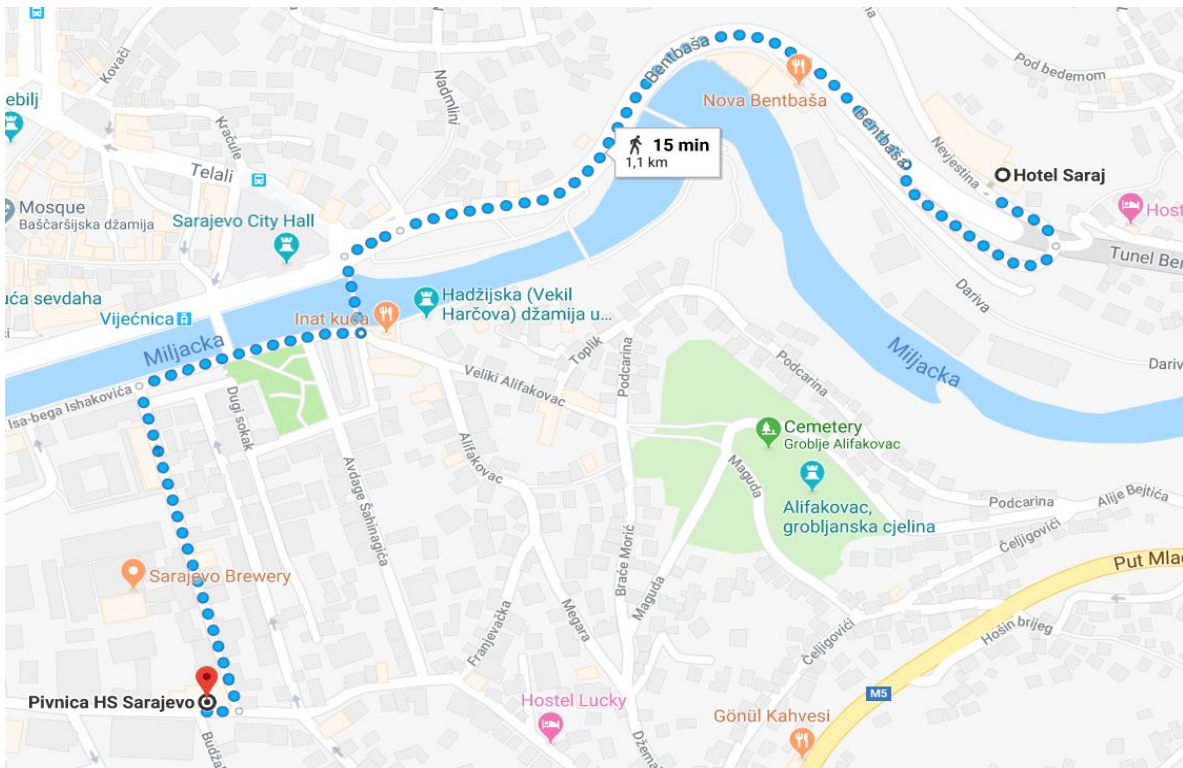 Kovači
Nadmlini
Bentbaša
Pod bedemom
ebilj
Kračule
Nova Bentbaša
Bentbaša
15 min
1,1 km
Nevjestina
Telali
Hotel Saraj
Mosque
Baščaršijska džamija
Sarajevo City Hall
Host
Tunel Ben
uća sevdaha
Vijećnica
Inat kuća
Hadžijska (Vekil
Harčova) džamija u...
Dariva
Miljacka
Toplik
Podcarina
Podcarina
Miljacka
Dariv
Isa-bega Ishakovića
Dugi sokak
Veliki Alifakovac
Cemetery
Groblje Alifakovac
Alifakovac
Avdage Šahinagića
Maguda
Alifakovac,
grobljanska cjelina
Podcarina
Alije Bejtića
Čeljigovići
Sarajevo Brewery
Braće Morić
Put Mlad
Maguda
Franjevačka
Megara
Hošin brijeg
Čeljigovići
Pivnica HS Sarajevo
Hostel Lucky
M5
Gönül Kahvesi
Budža
Džema